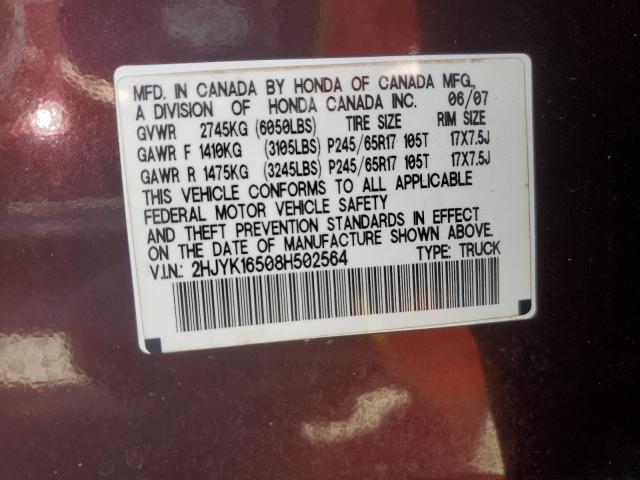 MFD. IN CANADA BY HONDA OF CANADA MFG.,
A DIVISION OF HONDA CANADA INC. 06/07
GVWR 2745KG (6050LBS) TIRE SIZE RIM SIZE
GAWR F 1410KG (3105LBS) P245/65R17 105T 17X7.5J
GAWR R 1475KG (3245LBS) P245/65R17 105T 17X7.5J
THIS VEHICLE CONFORMS TO ALL APPLICABLE
FEDERAL MOTOR VEHICLE SAFETY
AND THEFT PREVENTION STANDARDS IN EFFECT
ON THE DATE OF MANUFACTURE SHOWN ABOVE.
V.I.N.: 2HJYK16508H502564 TYPE: TRUCK